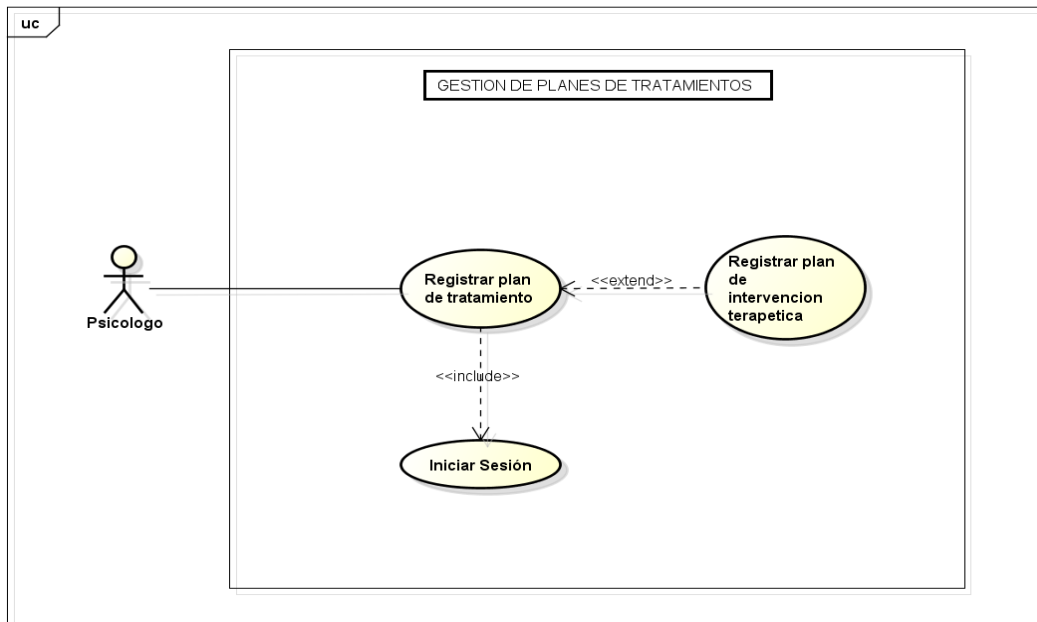 uc
GESTION DE PLANES DE TRATAMIENTOS
Psicologo
Registrar plan
de tratamiento
<<extend>>
Registrar plan
de
intervencion
terapetica
<<include>>
Iniciar Sesión